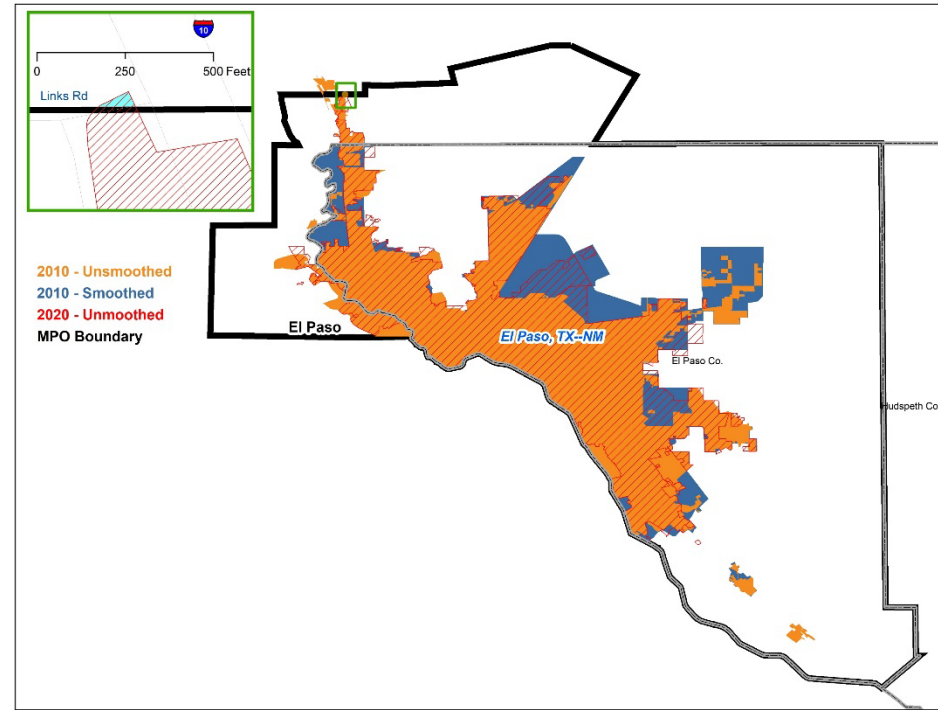 10
0 250 500 Feet
Links Rd
2010 - Unsmoothed
2010 - Smoothed
2020 - Unmoothed
MPO Boundary
El Paso
El Paso, TX--NM
El Paso Co.
Hudspeth Co